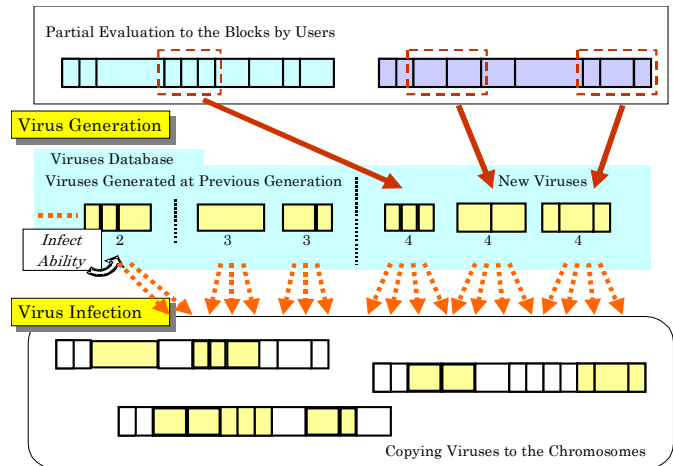 Partial Evaluation to the Blocks by Users
Virus Generation
Viruses Database
Viruses Generated at Previous Generation
New Viruses
Infect
Ability
2
3
3
4
4
4
Virus Infection
Copying Viruses to the Chromosomes